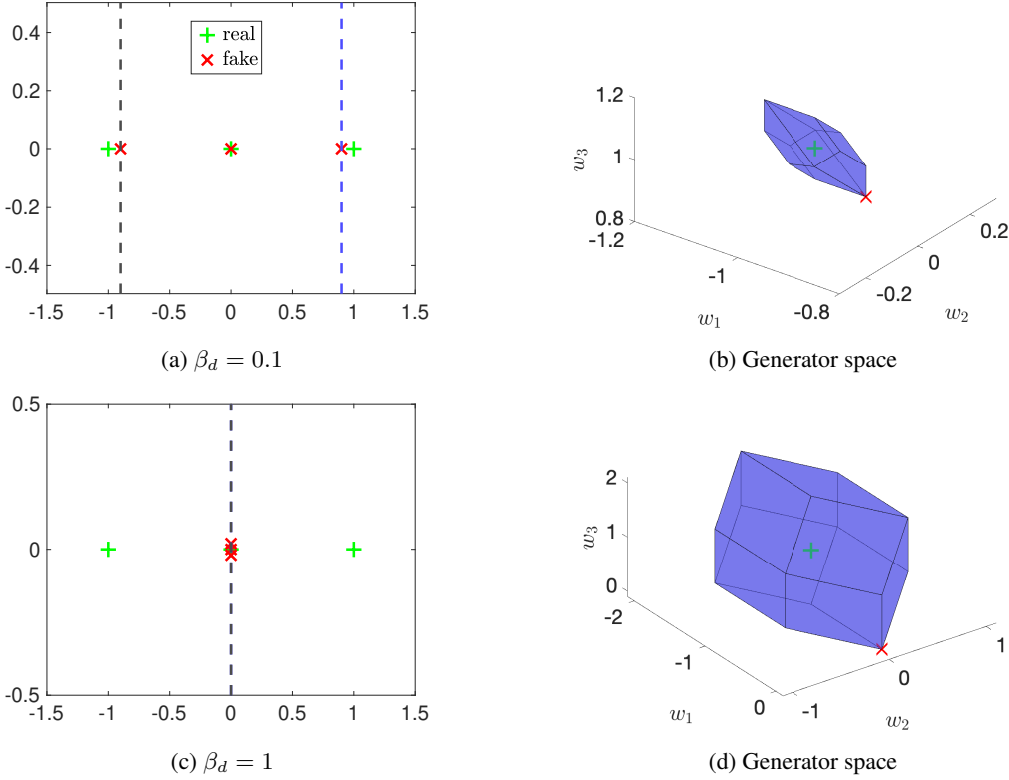 0.4
0.2
0
-0.2
-0.4
-1.5 -1 -0.5 0 0.5 1 1.5
real
fake
(a) β_d = 0.1
1.2
1
0.8
w_3
-1.2
-1
-0.8
w_1
-0.2
0
0.2
w_2
(b) Generator space
0.5
0
-0.5
-1.5 -1 -0.5 0 0.5 1 1.5
(c) β_d = 1
2
1
0
w_3
-2
-1
0
w_1
-1
0
1
w_2
(d) Generator space